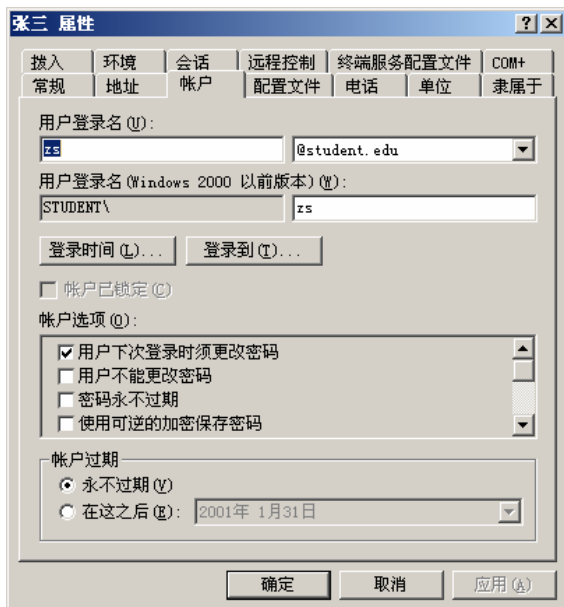 张三 属性
拨入 环境 会话 远程控制 终端服务配置文件 COM+
常规 地址 帐户 配置文件 电话 单位 隶属于
用户登录名(U):
zs @student.edu
用户登录名(Windows 2000 以前版本)(W):
STUDENT\ zs
登录时间(L)... 登录到(T)...
帐户已锁定(C)
帐户选项(O):
用户下次登录时须更改密码
用户不能更改密码
密码永不过期
使用可逆的加密保存密码
帐户过期
永不过期(V)
在这之后(E): 2001年 1月31日
确定 取消 应用(A)